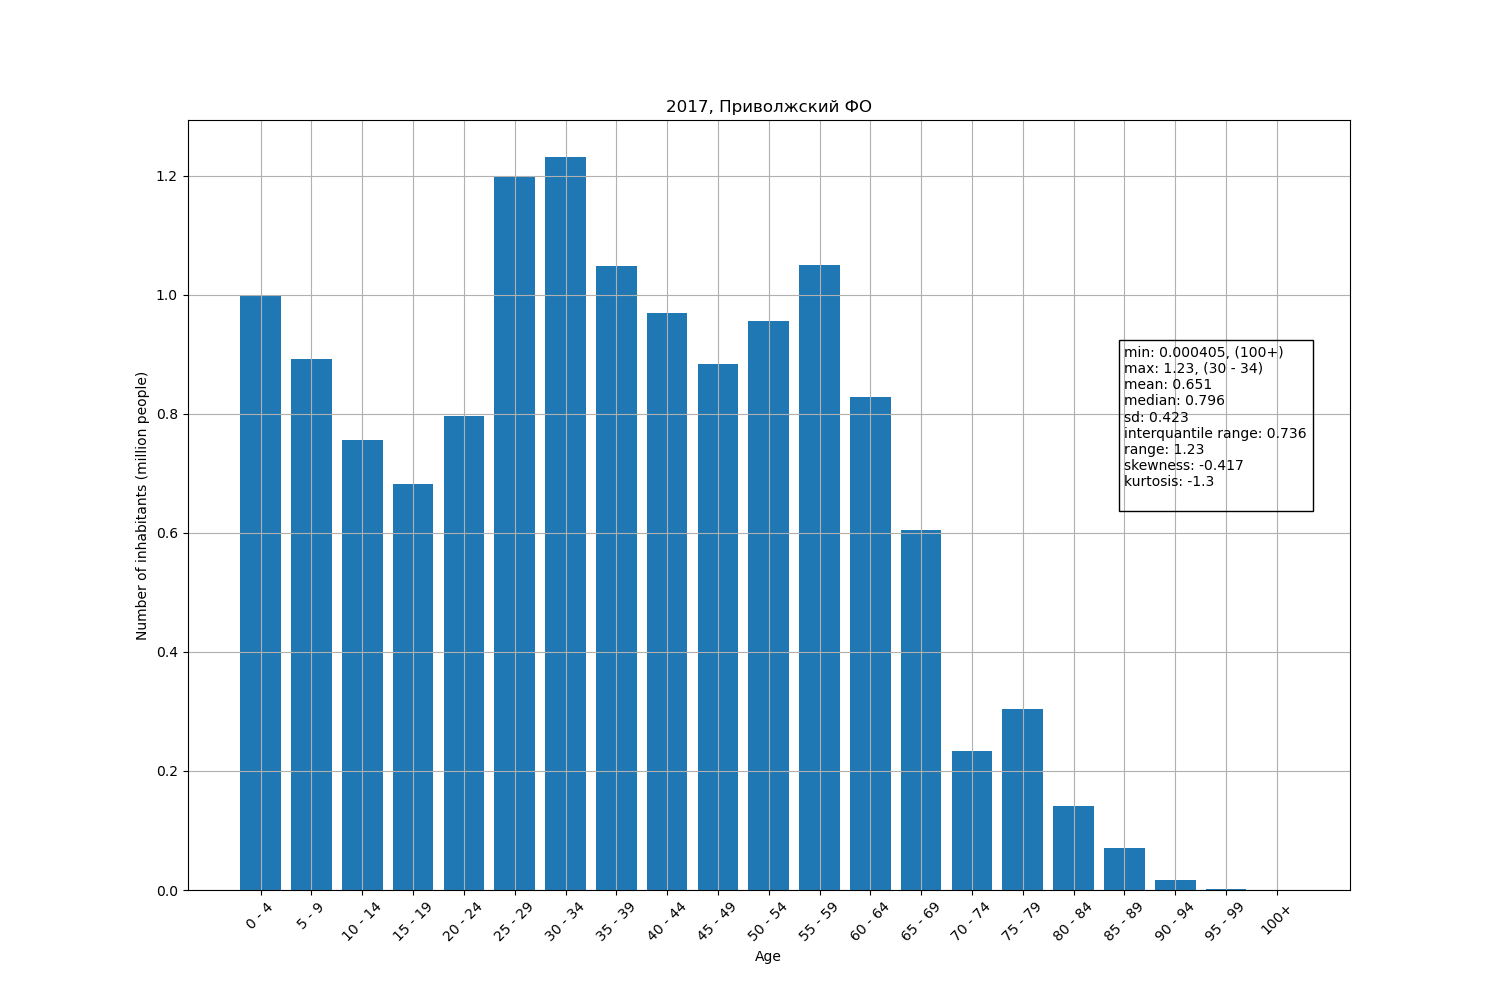 2017, Приволжский ФО
Number of inhabitants (million people)
1.2
1.0
0.8
0.6
0.4
0.2
0.0
min: 0.000405, (100+)
max: 1.23, (30 - 34)
mean: 0.651
median: 0.796
sd: 0.423
interquantile range: 0.736
range: 1.23
skewness: -0.417
kurtosis: -1.3
0 - 4
5 - 9
10 - 14
15 - 19
20 - 24
25 - 29
30 - 34
35 - 39
40 - 44
45 - 49
50 - 54
55 - 59
60 - 64
65 - 69
70 - 74
75 - 79
80 - 84
85 - 89
90 - 94
95 - 99
100+
Age